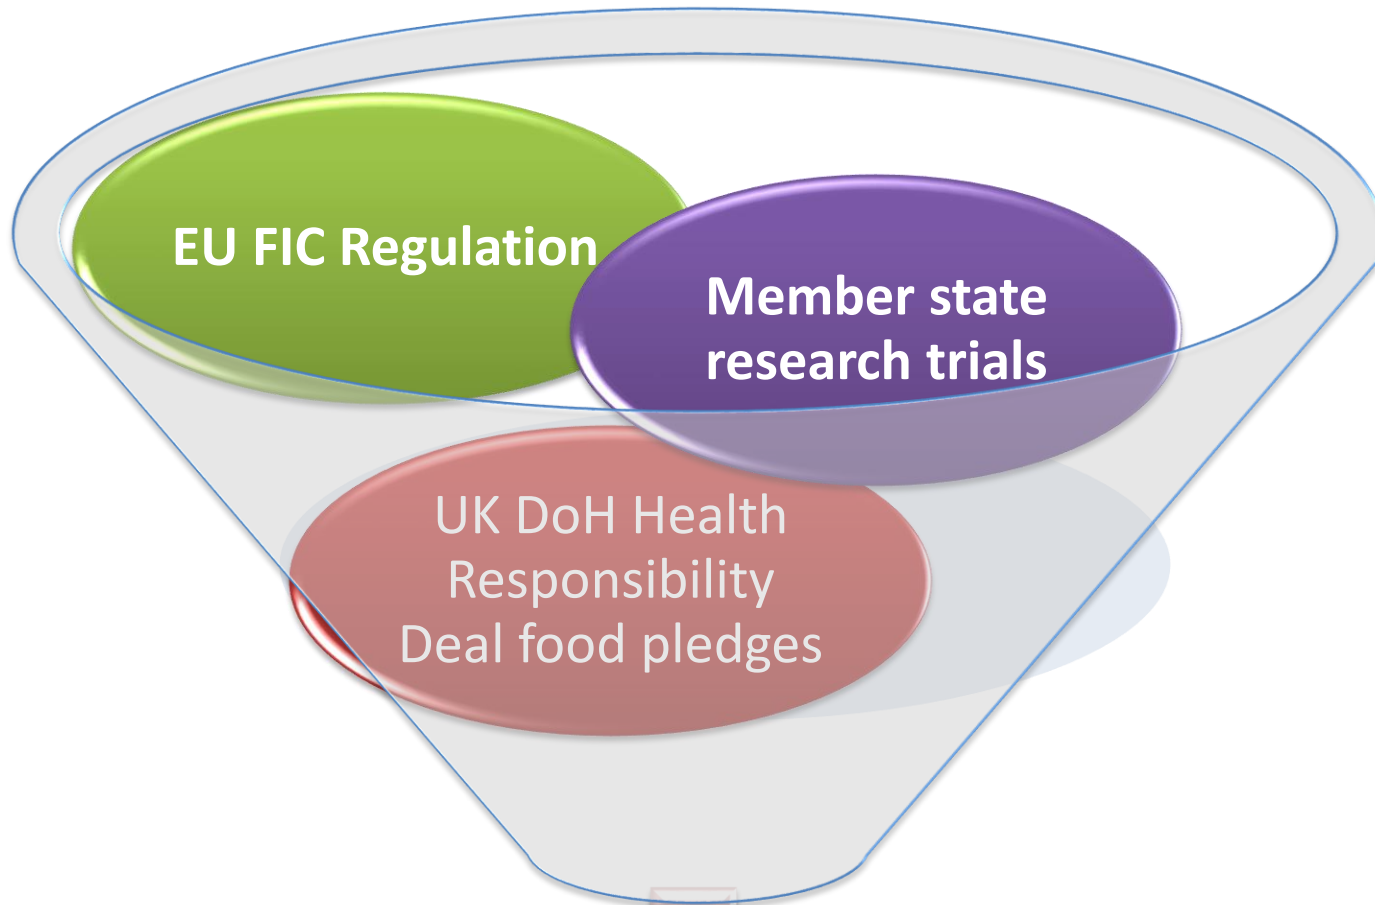 EU FIC Regulation
Member state
research trials
UK DoH Health
Responsibility
Deal food pledges